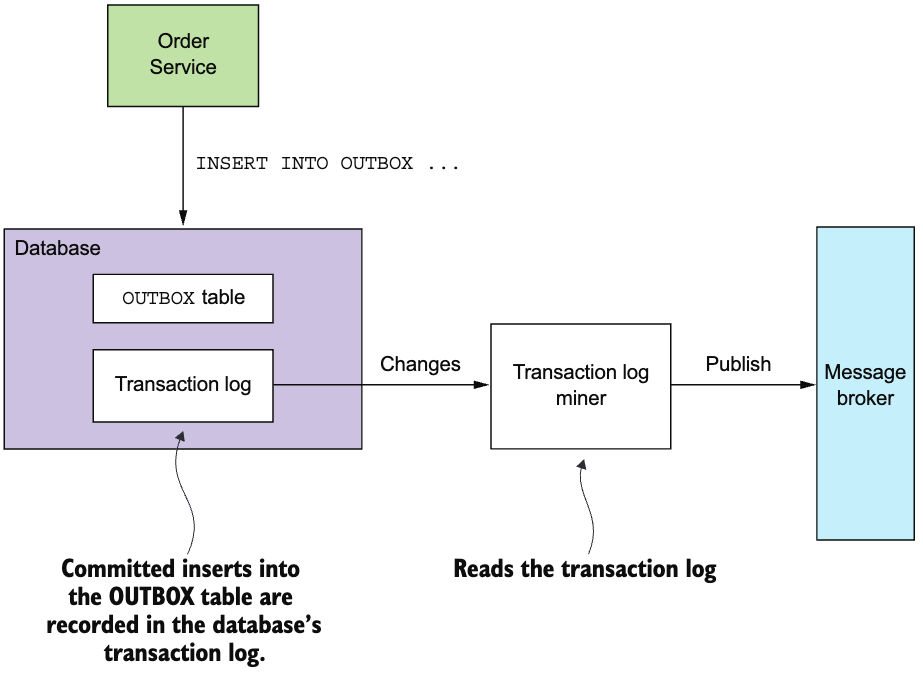 Order
Service
INSERT INTO OUTBOX ...
Database
OUTBOX table
Transaction log
Changes
Transaction log
miner
Publish
Message
broker
Committed inserts into
the OUTBOX table are
recorded in the database's
transaction log.
Reads the transaction log